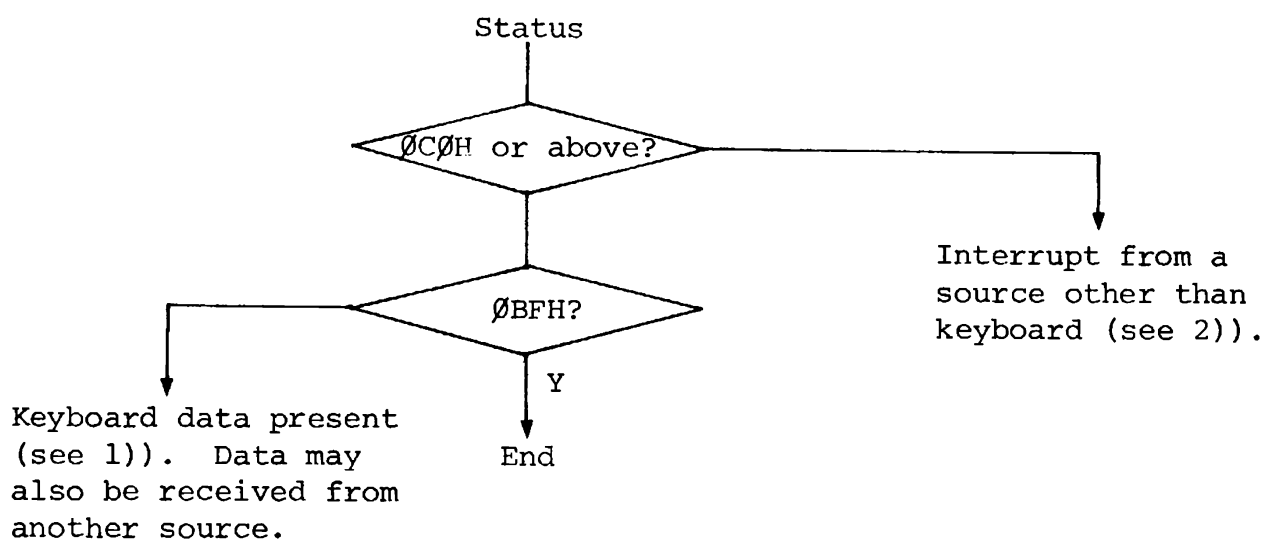 Status
ØCØH or above?
Interrupt from a
source other than
keyboard (see 2)).
ØBFH?
Y
End
Keyboard data present
(see 1)). Data may
also be received from
another source.